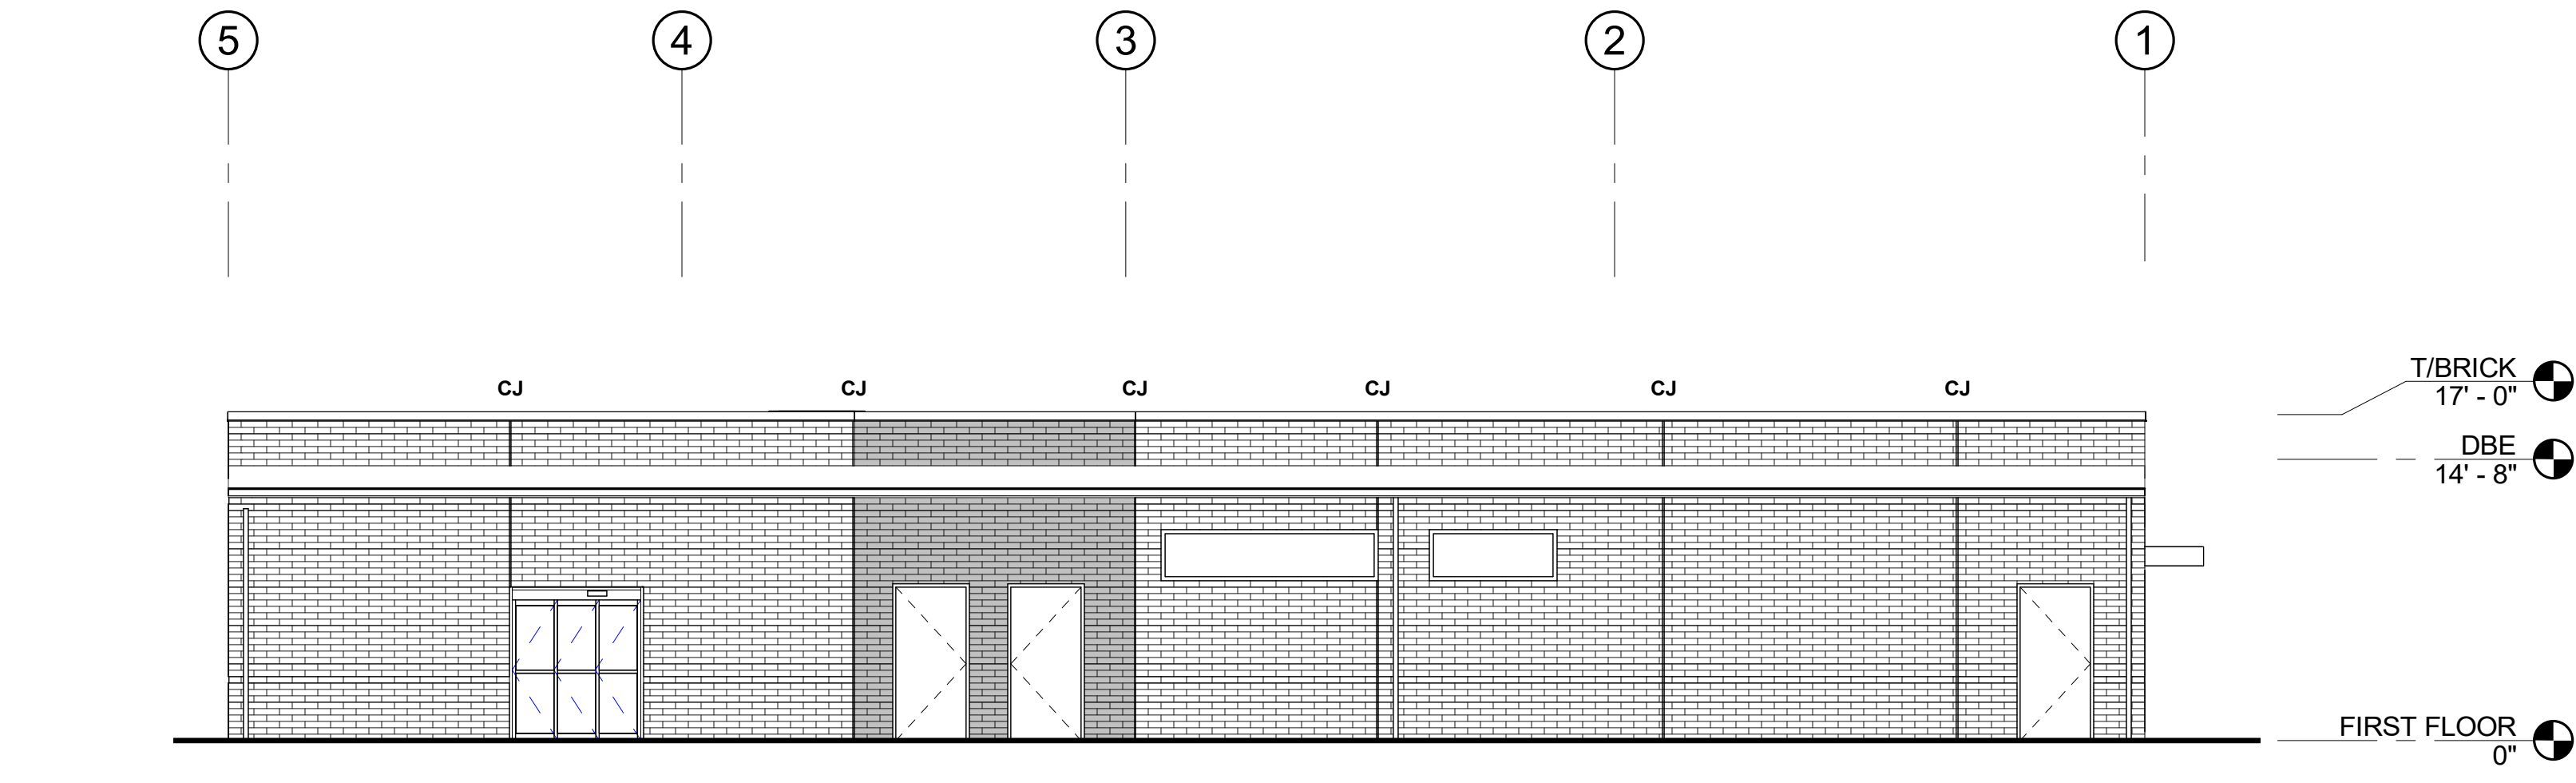 5 4 3 2 1
CJ CJ CJ CJ CJ CJ
T/BRICK
17' - 0"
DBE
14' - 8"
FIRST FLOOR
0"